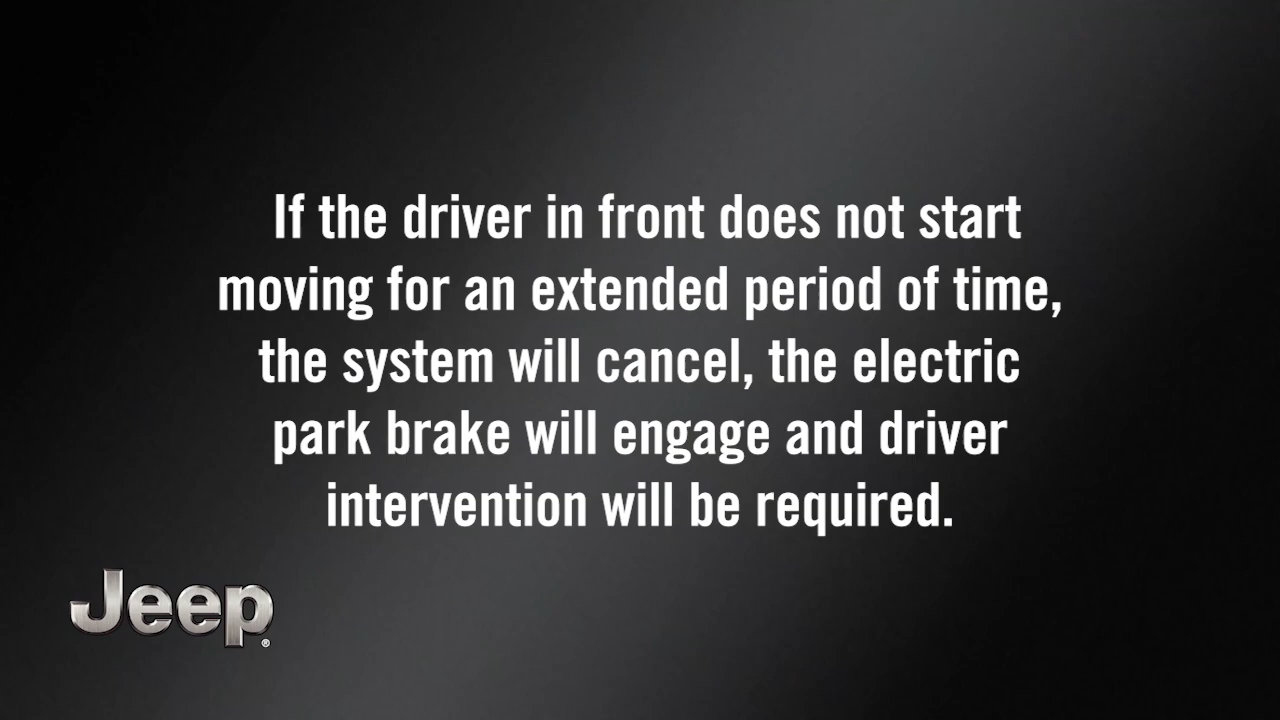 If the driver in front does not start
moving for an extended period of time,
the system will cancel, the electric
park brake will engage and driver
intervention will be required.
Jeep®